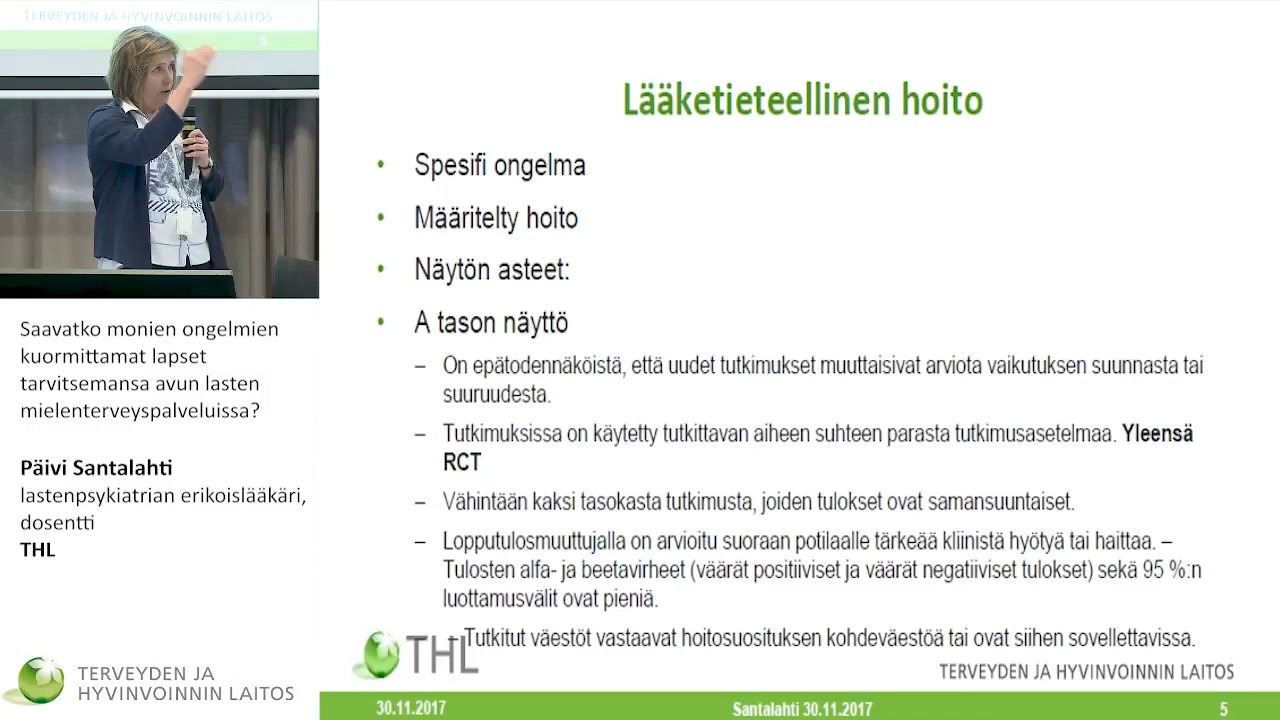 TERVEYDEN JA HYVINVOINNIN LAITOS
5
Saavatko monien ongelmien
kuormittamat lapset
tarvitsemansa avun lasten
mielenterveyspalveluissa?
Päivi Santalahti
lastenpsykiatrian erikoislääkäri,
dosentti
THL
TERVEYDEN JA
HYVINVOINNIN LAITOS
Lääketieteellinen hoito
• Spesifi ongelma
• Määritelty hoito
• Näytön asteet:
• A tason näyttö
– On epätodennäköistä, että uudet tutkimukset muuttaisivat arviota vaikutuksen suunnasta tai
suuruudesta.
– Tutkimuksissa on käytetty tutkittavan aiheen suhteen parasta tutkimusasetelmaa. Yleensä
RCT
– Vähintään kaksi tasokasta tutkimusta, joiden tulokset ovat samansuuntaiset.
– Lopputulosmuuttujalla on arvioitu suoraan potilaalle tärkeää kliinistä hyötyä tai haittaa. –
Tulosten alfa- ja beetavirheet (väärät positiiviset ja väärät negatiiviset tulokset) sekä 95 %:n
luottamusvälit ovat pieniä.
– Tutkitut väestöt vastaavat hoitosuosituksen kohdeväestöä tai ovat siihen sovellettavissa.
THL
TERVEYDEN JA HYVINVOINNIN LAITOS
30.11.2017
Santalahti 30.11.2017
5